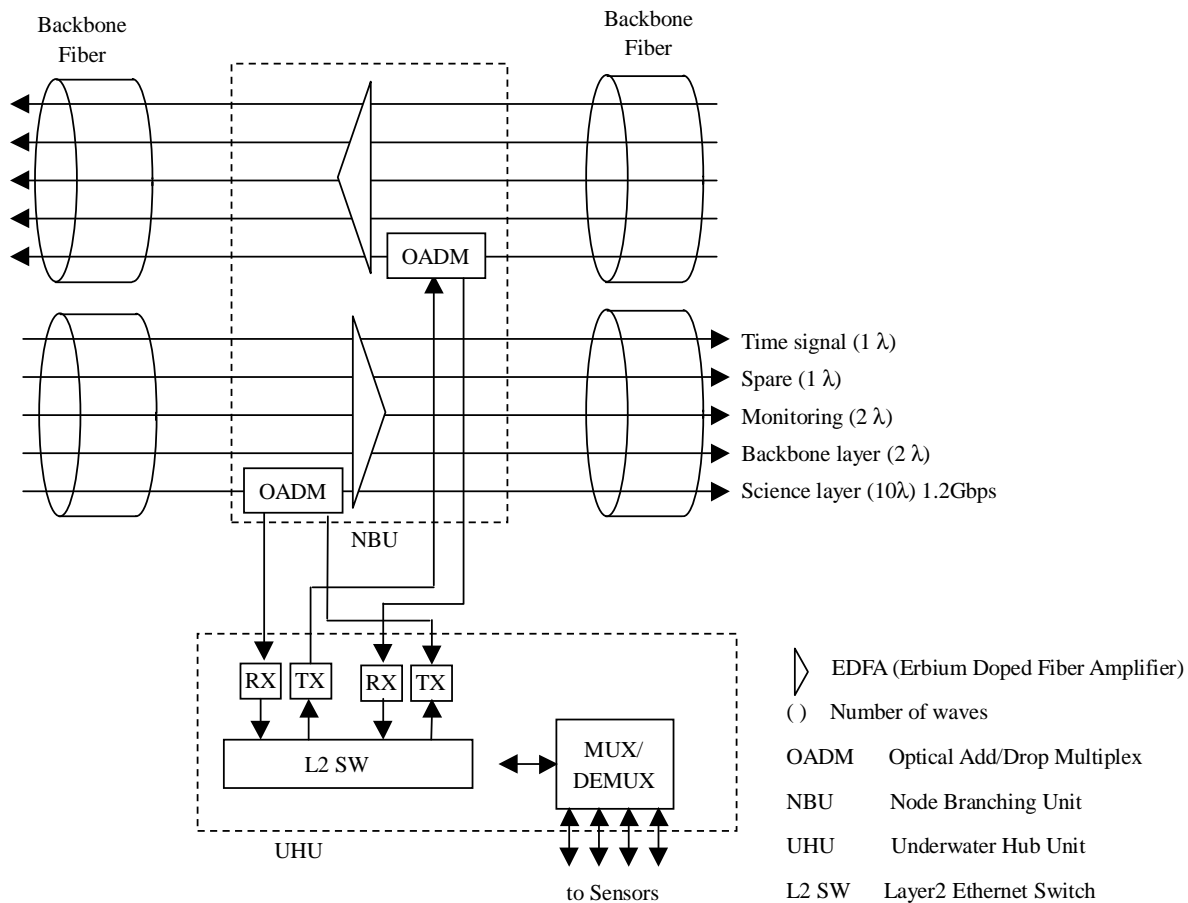 Backbone
Fiber
Backbone
Fiber
OADM
Time signal (1 λ)
Spare (1 λ)
Monitoring (2 λ)
Backbone layer (2 λ)
Science layer (10λ) 1.2Gbps
OADM
NBU
RX
TX
RX
TX
L2 SW
MUX/
DEMUX
UHU
to Sensors
EDFA (Erbium Doped Fiber Amplifier)
( ) Number of waves
OADM Optical Add/Drop Multiplex
NBU Node Branching Unit
UHU Underwater Hub Unit
L2 SW Layer2 Ethernet Switch